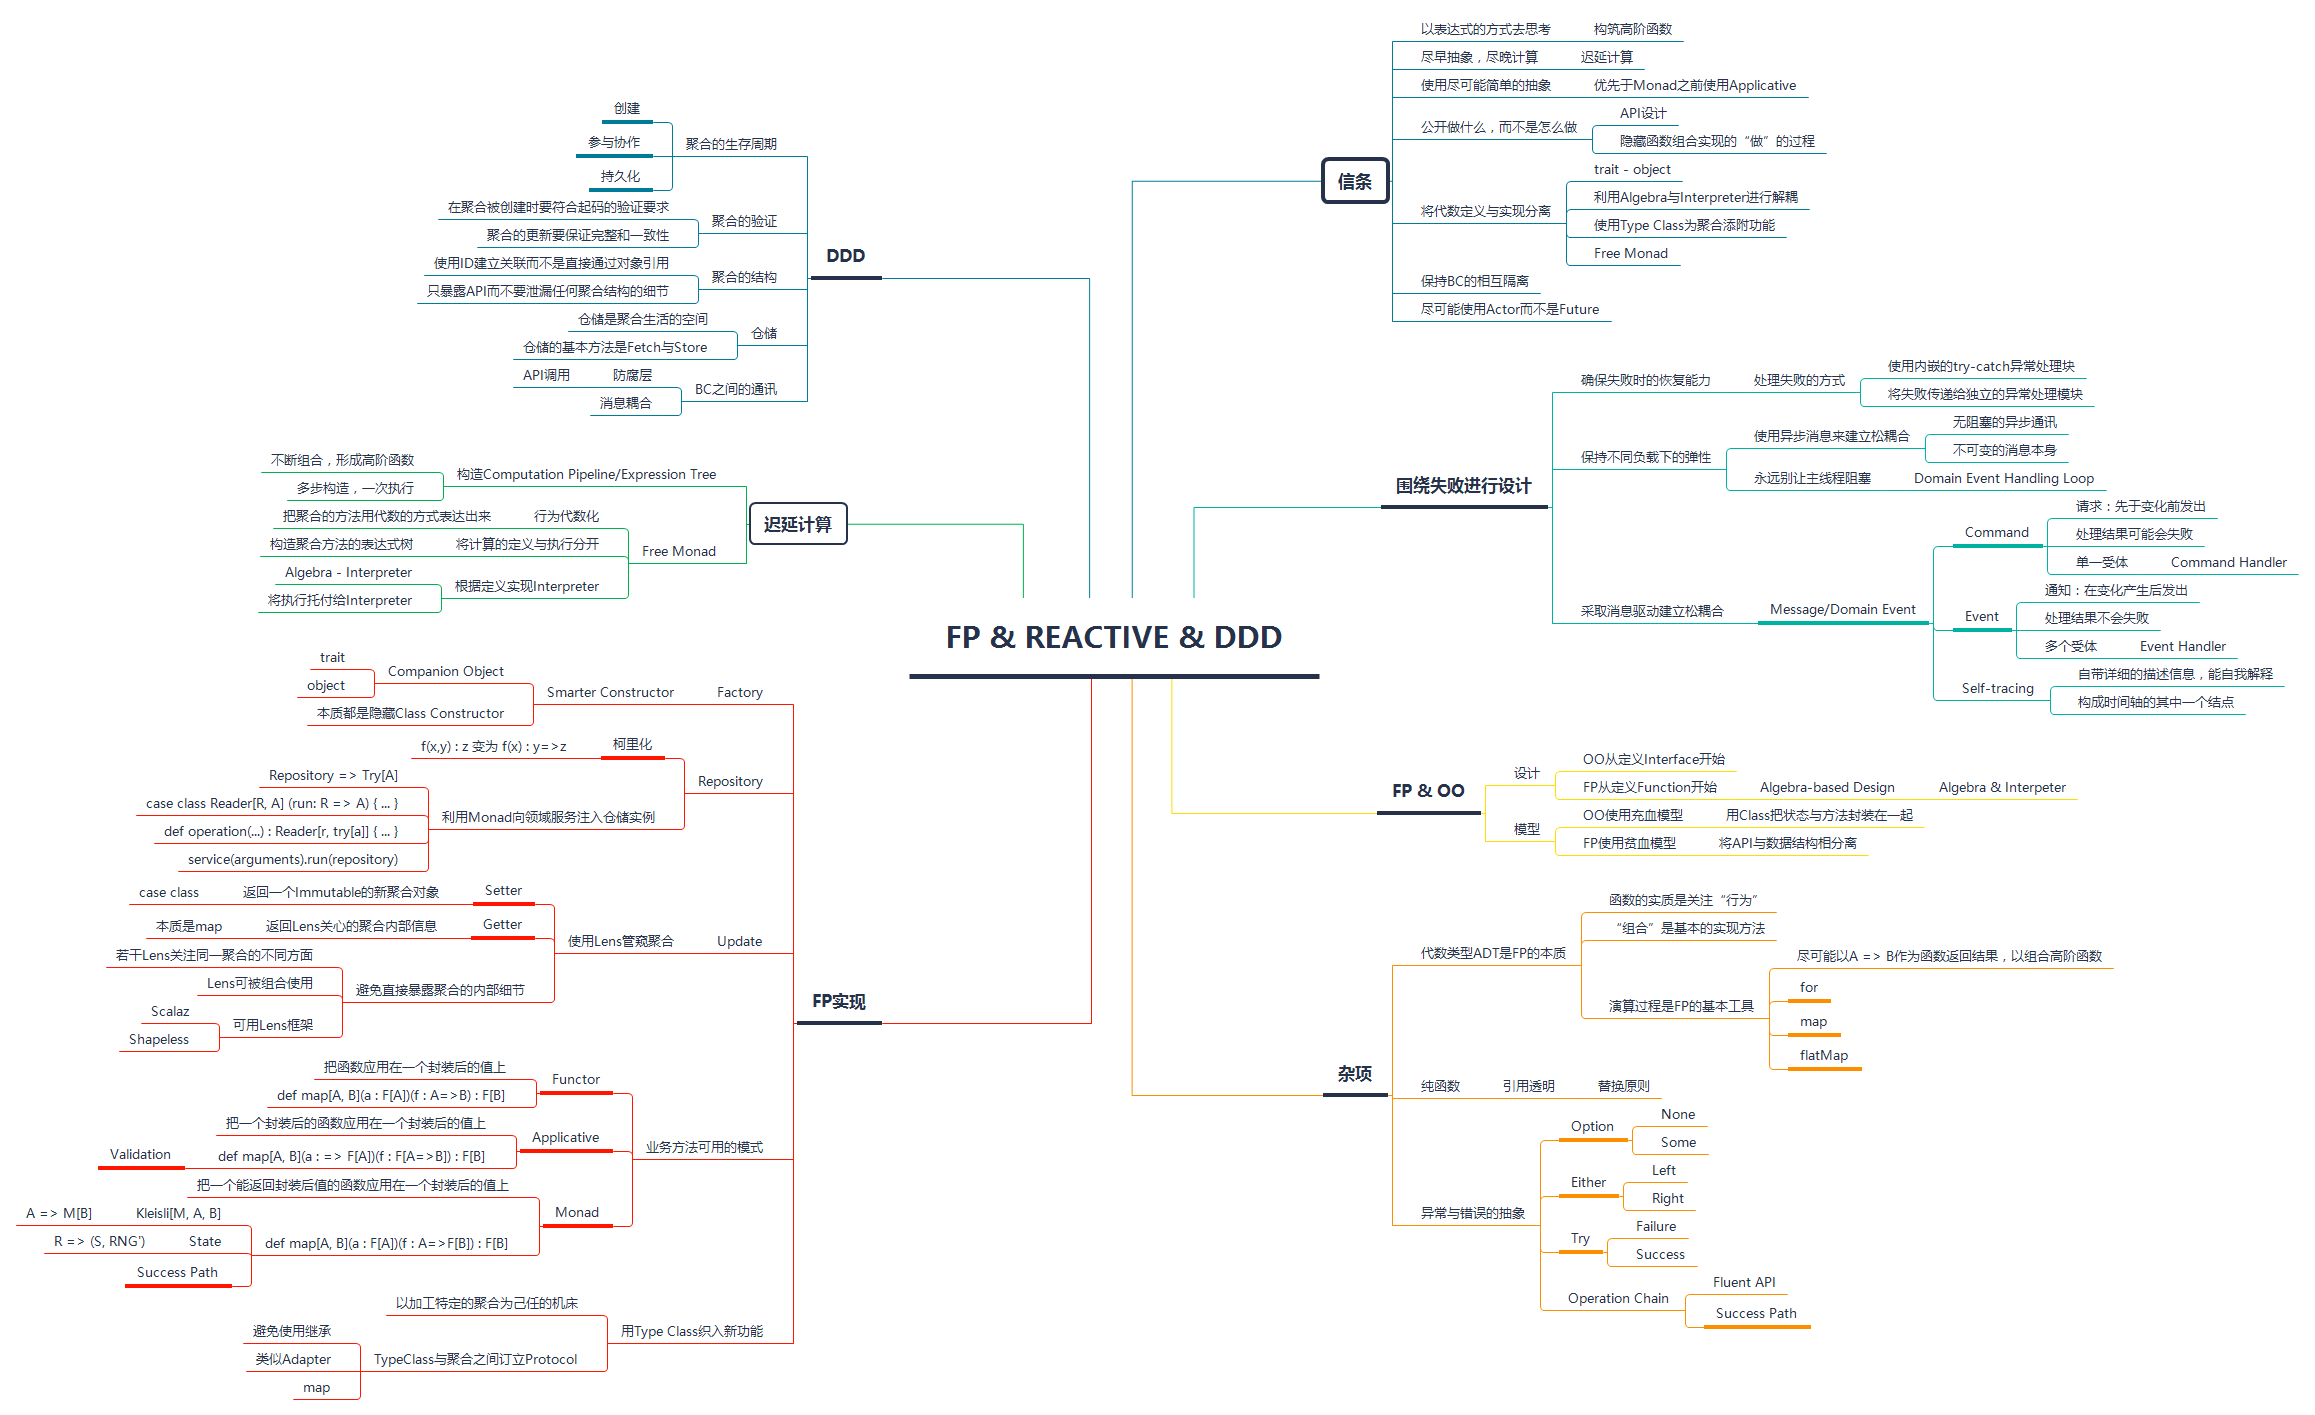 FP & REACTIVE & DDD
信条
以表达式的方式去思考
构筑高阶函数
尽早抽象，尽晚计算
迟延计算
使用尽可能简单的抽象
优先于Monad之前使用Applicative
公开做什么，而不是怎么做
API设计
隐藏函数组合实现的“做”的过程
将代数定义与实现分离
trait - object
利用Algebra与Interpreter进行解耦
使用Type Class为聚合添附功能
Free Monad
保持BC的相互隔离
尽可能使用Actor而不是Future
围绕失败进行设计
确保失败时的恢复能力
处理失败的方式
使用内嵌的try-catch异常处理块
将失败传递给独立的异常处理模块
保持不同负载下的弹性
使用异步消息来建立松耦合
无阻塞的异步通讯
不可变的消息本身
永远别让主线程阻塞
Domain Event Handling Loop
采取消息驱动建立松耦合
Message/Domain Event
Command
请求：先于变化前发出
处理结果可能会失败
单一受体
Command Handler
Event
通知：在变化产生后发出
处理结果不会失败
多个受体
Event Handler
Self-tracing
自带详细的描述信息，能自我解释
构成时间轴的其中一个结点
FP & OO
设计
OO从定义Interface开始
FP从定义Function开始
Algebra-based Design
Algebra & Interpeter
模型
OO使用充血模型
用Class把状态与方法封装在一起
FP使用贫血模型
将API与数据结构相分离
杂项
代数类型ADT是FP的本质
函数的实质是关注“行为”
“组合”是基本的实现方法
演算过程是FP的基本工具
尽可能以A => B作为函数返回结果，以组合高阶函数
for
map
flatMap
纯函数
引用透明
替换原则
异常与错误的抽象
Option
None
Some
Either
Left
Right
Try
Failure
Success
Operation Chain
Fluent API
Success Path
DDD
聚合的生存周期
创建
参与协作
持久化
聚合的验证
在聚合被创建时要符合起码的验证要求
聚合的更新要保证完整和一致性
聚合的结构
使用ID建立关联而不是直接通过对象引用
只暴露API而不要泄漏任何聚合结构的细节
仓储
仓储是聚合生活的空间
仓储的基本方法是Fetch与Store
BC之间的通讯
防腐层
API调用
消息耦合
迟延计算
构造Computation Pipeline/Expression Tree
不断组合，形成高阶函数
多步构造，一次执行
Free Monad
行为代数化
把聚合的方法用代数的方式表达出来
将计算的定义与执行分开
构造聚合方法的表达式树
根据定义实现Interpreter
Algebra - Interpreter
将执行托付给Interpreter
FP实现
Factory
Smarter Constructor
Companion Object
trait
object
本质都是隐藏Class Constructor
Repository
柯里化
f(x,y) : z 变为 f(x) : y=>z
利用Monad向领域服务注入仓储实例
Repository => Try[A]
case class Reader[R, A] (run: R => A) { ... }
def operation(...) : Reader[r, try[a]] { ... }
service(arguments).run(repository)
Update
使用Lens管窥聚合
Setter
返回一个Immutable的新聚合对象
case class
Getter
返回Lens关心的聚合内部信息
本质是map
避免直接暴露聚合的内部细节
若干Lens关注同一聚合的不同方面
Lens可被组合使用
可用Lens框架
Scalaz
Shapeless
业务方法可用的模式
Functor
把函数应用在一个封装后的值上
def map[A, B](a : F[A])(f : A=>B) : F[B]
Applicative
把一个封装后的函数应用在一个封装后的值上
def map[A, B](a : => F[A])(f : F[A=>B]) : F[B]
Validation
Monad
把一个能返回封装后值的函数应用在一个封装后的值上
def map[A, B](a : F[A])(f : A=>F[B]) : F[B]
Kleisli[M, A, B]
A => M[B]
State
R => (S, RNG')
Success Path
用Type Class织入新功能
以加工特定的聚合为己任的机床
TypeClass与聚合之间订立Protocol
避免使用继承
类似Adapter
map